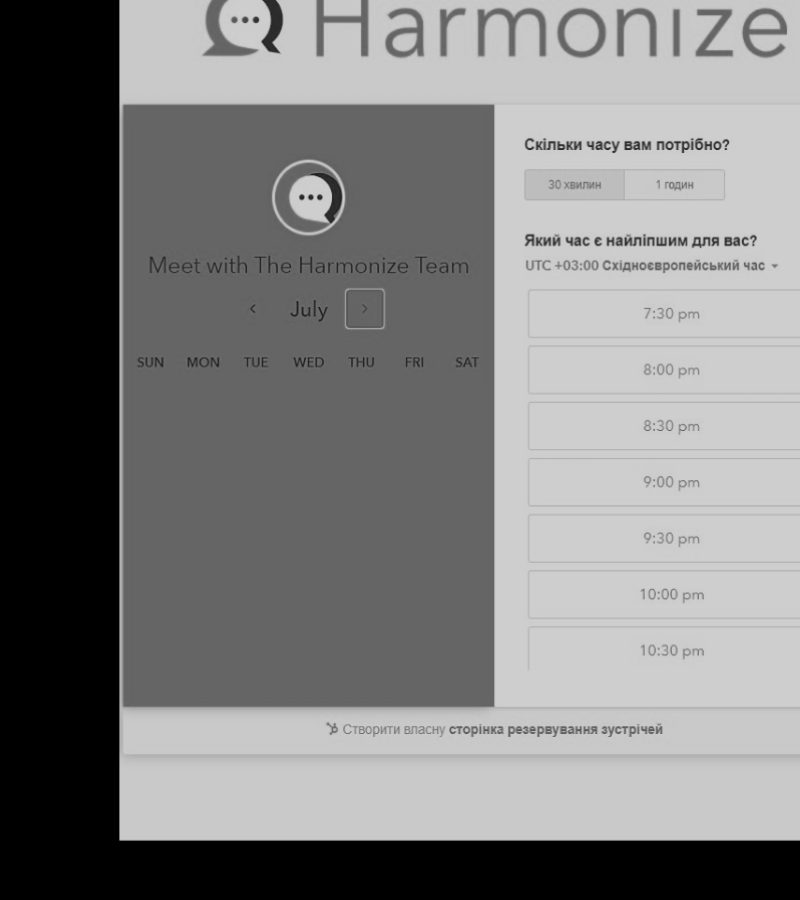 Harmonize
Meet with The Harmonize Team
July
SUN MON TUE WED THU FRI SAT
Скільки часу вам потрібно?
30 хвилин 1 годин
Який час є найліпшим для вас?
UTC +03:00 Східноєвропейський час
7:30 pm
8:00 pm
8:30 pm
9:00 pm
9:30 pm
10:00 pm
10:30 pm
Створити власну сторінка резервування зустрічей